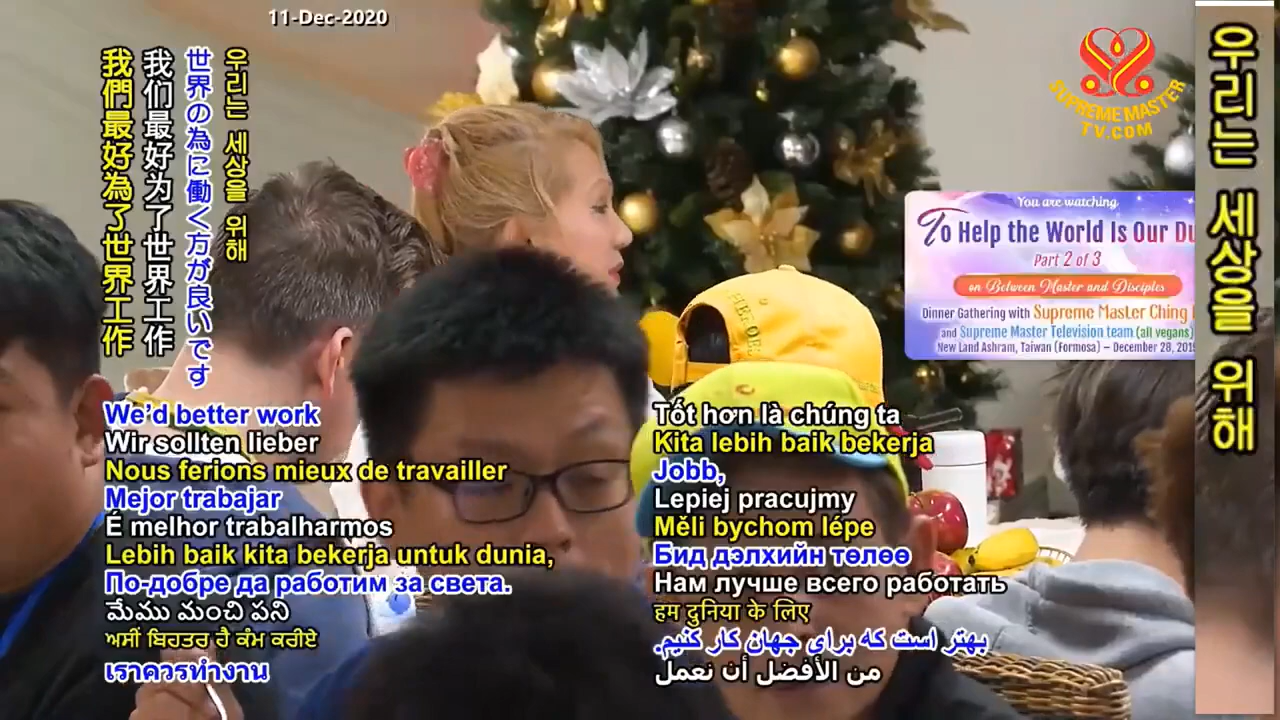 11-Dec-2020
우리는 세상을 위해
世界の為に働く方が良いです
我们最好为了世界工作
我們最好為了世界工作
SUPREME MASTER
TV.COM
우리는 세상을 위해
You are watching
To Help the World Is Our Du
Part 2 of 3
on Between Master and Disciples
Dinner Gathering with Supreme Master Ching
and Supreme Master Television team (all vegans)
New Land Ashram, Taiwan (Formosa) – December 28, 201
HEROES
We’d better work
Wir sollten lieber
Nous ferions mieux de travailler
Mejor trabajar
É melhor trabalharmos
Lebih baik kita bekerja untuk dunia,
По-добре да работим за света.
మేము మంచి పని
ਅਸੀਂ ਬਿਹਤਰ ਹੈ ਕੰਮ ਕਰੀਏ
เราควรทำงาน
Tốt hơn là chúng ta
Kita lebih baik bekerja
Jobb,
Lepiej pracujmy
Měli bychom lépe
Бид дэлхийн төлөө
Нам лучше всего работать
हम दुनिया के लिए
بهتر است که برای جهان کار کنیم.
من الأفضل أن نعمل